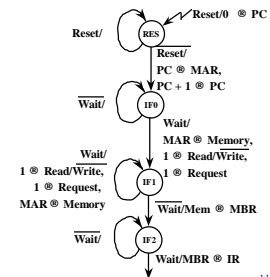 Reset/ RES Reset/0 ® PC
Reset/
PC ® MAR,
PC + 1 ® PC
Wait/ IF0
Wait/
MAR ® Memory,
1 ® Read/Write,
1 ® Request
Wait/
1 ® Read/Write,
1 ® Request,
MAR ® Memory
IF1
Wait/Mem ® MBR
Wait/ IF2
Wait/MBR ® IR